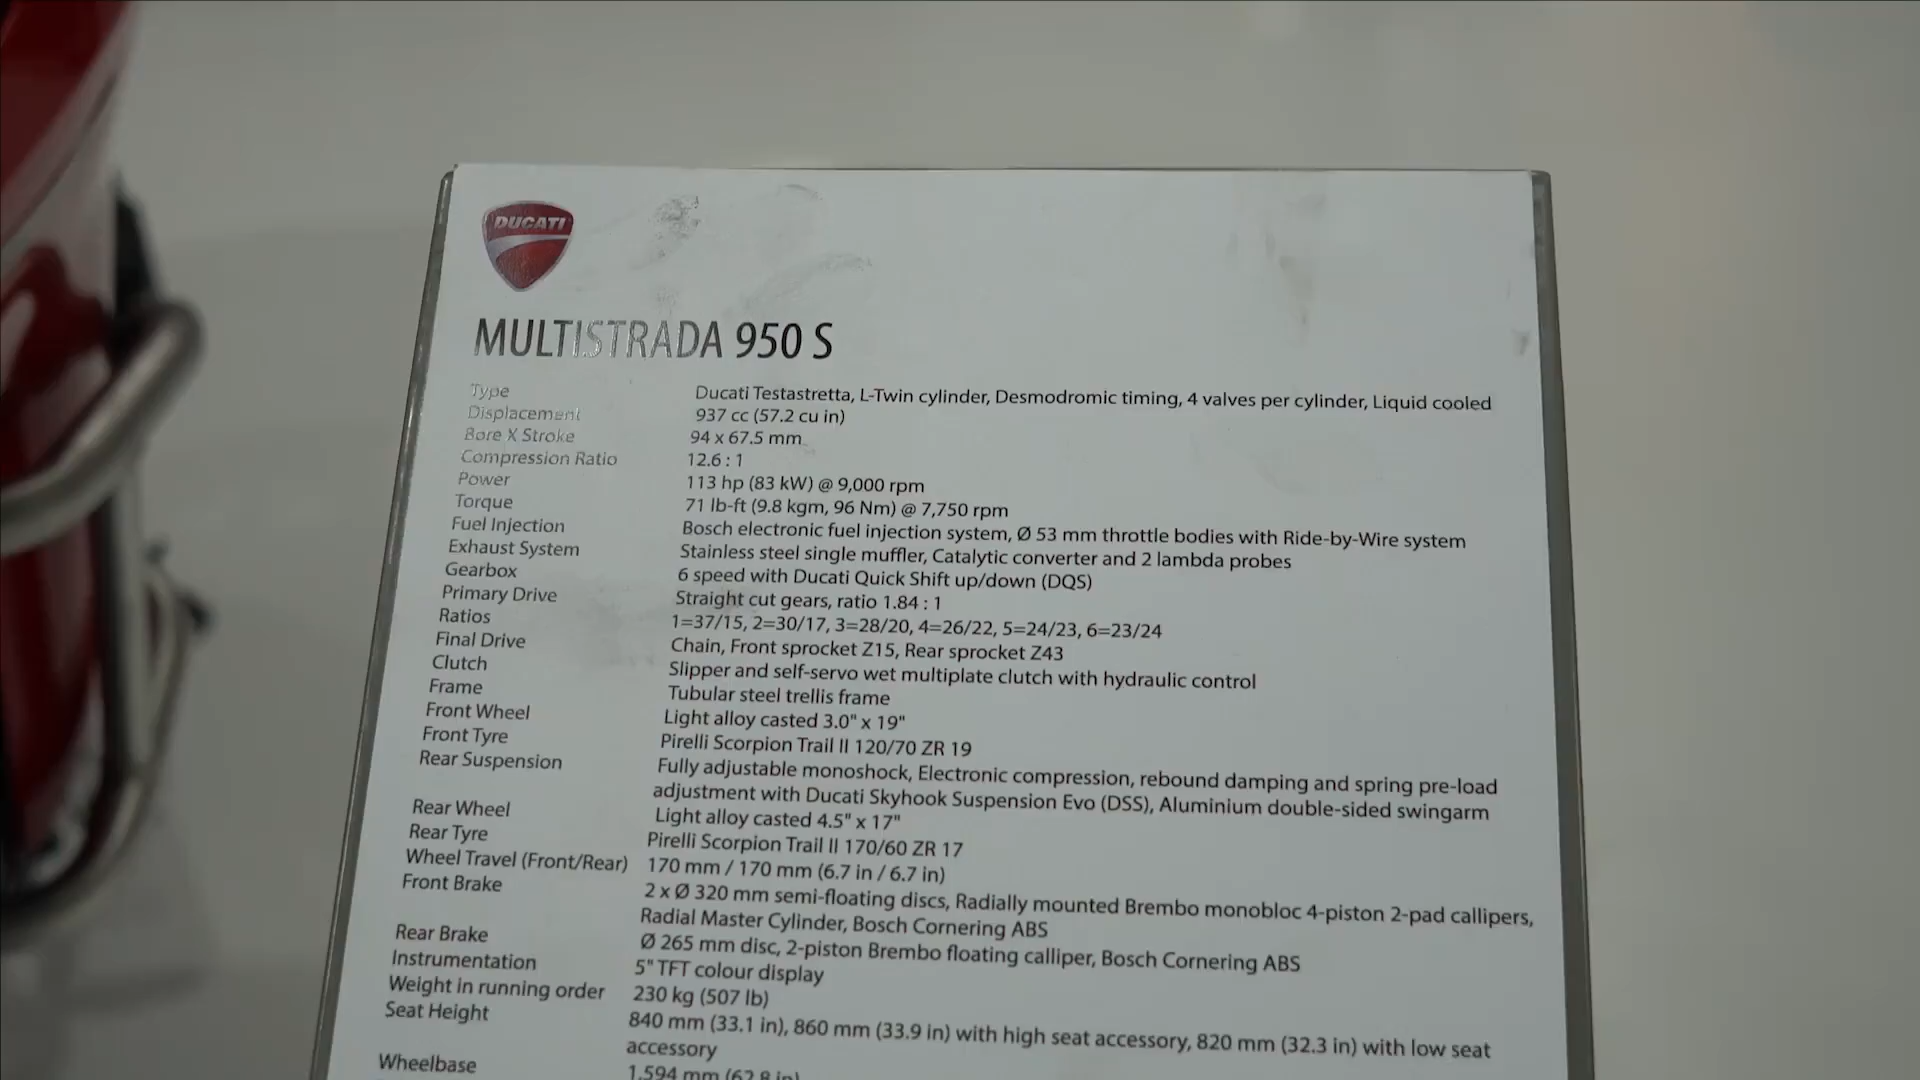 DUCATI
MULTISTRADA 950 S
Type Ducati Testastretta, L-Twin cylinder, Desmodromic timing, 4 valves per cylinder, Liquid cooled
Displacement 937 cc (57.2 cu in)
Bore X Stroke 94 x 67.5 mm
Compression Ratio 12.6 : 1
Power 113 hp (83 kW) @ 9,000 rpm
Torque 71 lb-ft (9.8 kgm, 96 Nm) @ 7,750 rpm
Fuel Injection Bosch electronic fuel injection system, Ø 53 mm throttle bodies with Ride-by-Wire system
Exhaust System Stainless steel single muffler, Catalytic converter and 2 lambda probes
Gearbox 6 speed with Ducati Quick Shift up/down (DQS)
Primary Drive Straight cut gears, ratio 1.84 : 1
Ratios 1=37/15, 2=30/17, 3=28/20, 4=26/22, 5=24/23, 6=23/24
Final Drive Chain, Front sprocket Z15, Rear sprocket Z43
Clutch Slipper and self-servo wet multiplate clutch with hydraulic control
Frame Tubular steel trellis frame
Front Wheel Light alloy casted 3.0" x 19"
Front Tyre Pirelli Scorpion Trail II 120/70 ZR 19
Rear Suspension Fully adjustable monoshock, Electronic compression, rebound damping and spring pre-load
adjustment with Ducati Skyhook Suspension Evo (DSS), Aluminium double-sided swingarm
Rear Wheel Light alloy casted 4.5" x 17"
Rear Tyre Pirelli Scorpion Trail II 170/60 ZR 17
Wheel Travel (Front/Rear) 170 mm / 170 mm (6.7 in / 6.7 in)
Front Brake 2 x Ø 320 mm semi-floating discs, Radially mounted Brembo monobloc 4-piston 2-pad callipers,
Radial Master Cylinder, Bosch Cornering ABS
Rear Brake Ø 265 mm disc, 2-piston Brembo floating calliper, Bosch Cornering ABS
Instrumentation 5" TFT colour display
Weight in running order 230 kg (507 lb)
Seat Height 840 mm (33.1 in), 860 mm (33.9 in) with high seat accessory, 820 mm (32.3 in) with low seat
accessory
Wheelbase 1,594 mm (62.8 in)